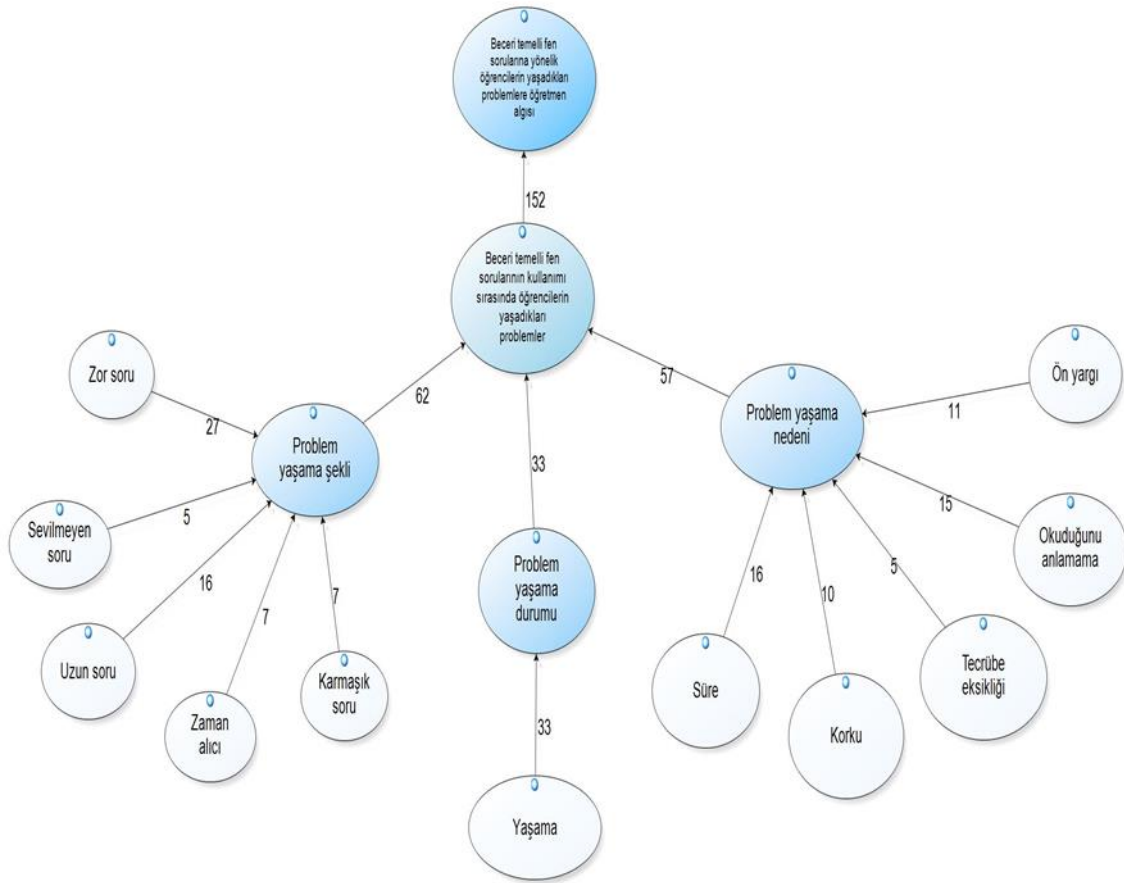 Beceri temelli fen
sorularına yönelik
öğrencilerin yaşadıkları
problemlere öğretmen
algısı
152
Beceri temelli fen
sorularının kullanımı
sırasında öğrencilerin
yaşadıkları
problemler
62
33
57
Zor soru
27
Problem
yaşama şekli
Sevilmeyen
soru
5
Uzun soru
16
Zaman
alıcı
7
Karmaşık
soru
7
Problem
yaşama
durumu
33
Yaşama
Problem yaşama
nedeni
Ön yargı
11
Okuduğunu
anlamama
15
Tecrübe
eksikliği
5
Korku
10
Süre
16